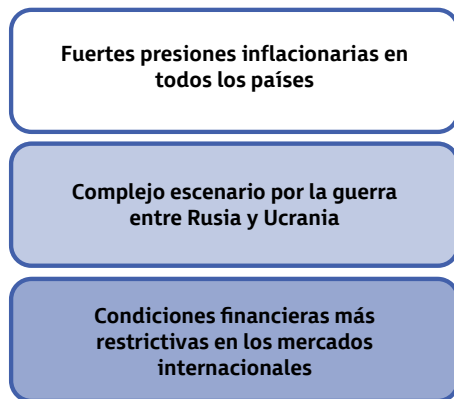 Fuertes presiones inflacionarias en
todos los países
Complejo escenario por la guerra
entre Rusia y Ucrania
Condiciones financieras más
restrictivas en los mercados
internacionales